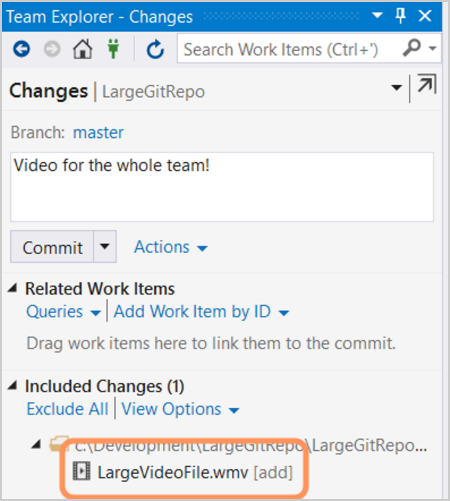 Team Explorer - Changes
Search Work Items (Ctrl+')
Changes | LargeGitRepo
Branch: master
Video for the whole team!
Commit Actions
Related Work Items
Queries Add Work Item by ID
Drag work items here to link them to the commit.
Included Changes (1)
Exclude All View Options
c:\Development\LargeGitRepo\LargeGitRepo...
LargeVideoFile.wmv [add]